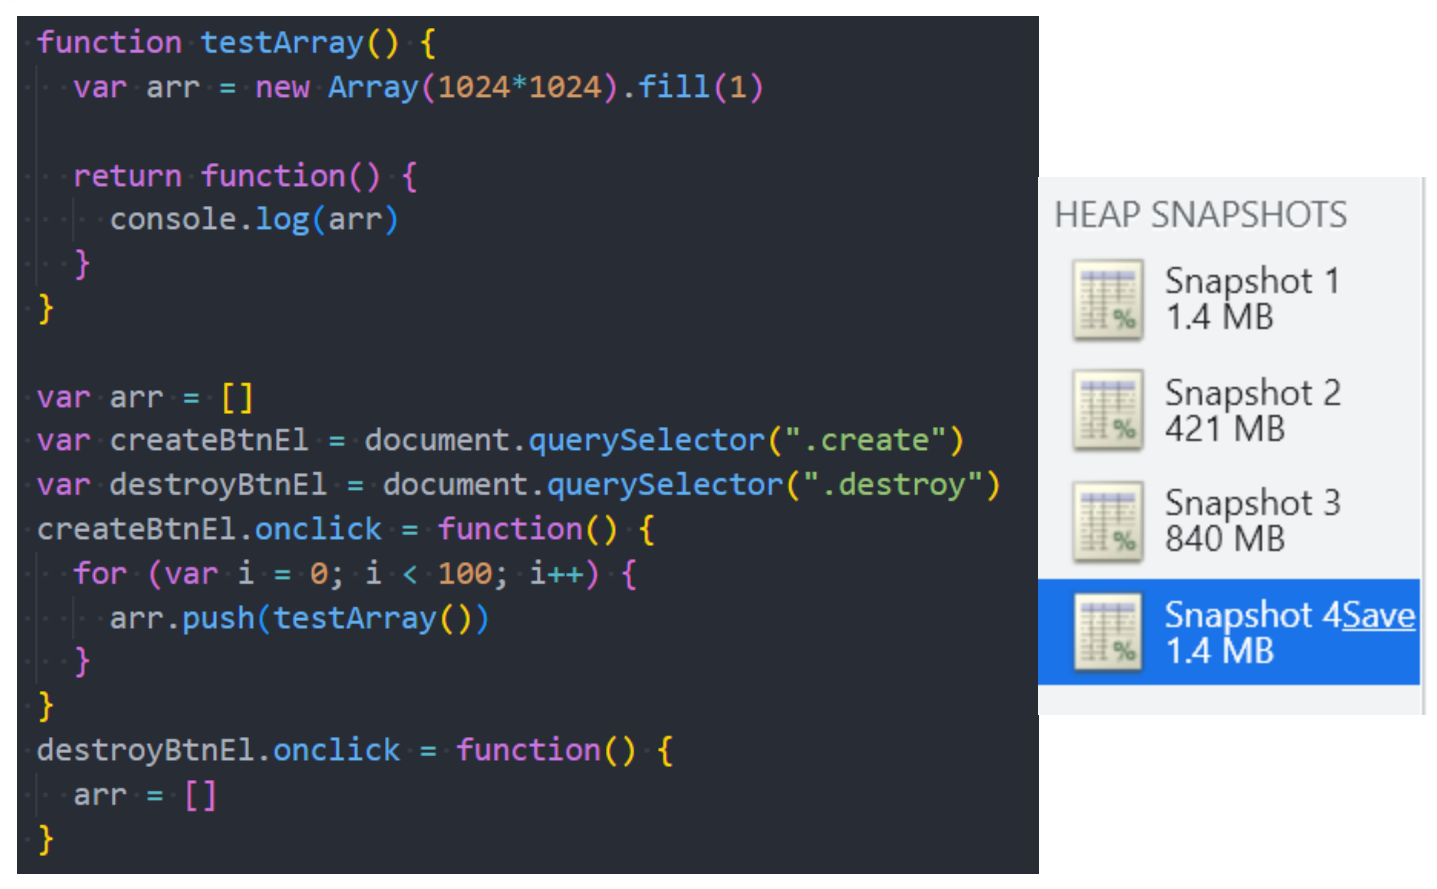 function testArray() {
  var arr = new Array(1024*1024).fill(1)
  return function() {
    console.log(arr)
  }
}
var arr = []
var createBtnEl = document.querySelector(".create")
var destroyBtnEl = document.querySelector(".destroy")
createBtnEl.onclick = function() {
  for (var i = 0; i < 100; i++) {
    arr.push(testArray())
  }
}
destroyBtnEl.onclick = function() {
  arr = []
}
HEAP SNAPSHOTS
Snapshot 1
1.4 MB
Snapshot 2
421 MB
Snapshot 3
840 MB
Snapshot 4Save
1.4 MB